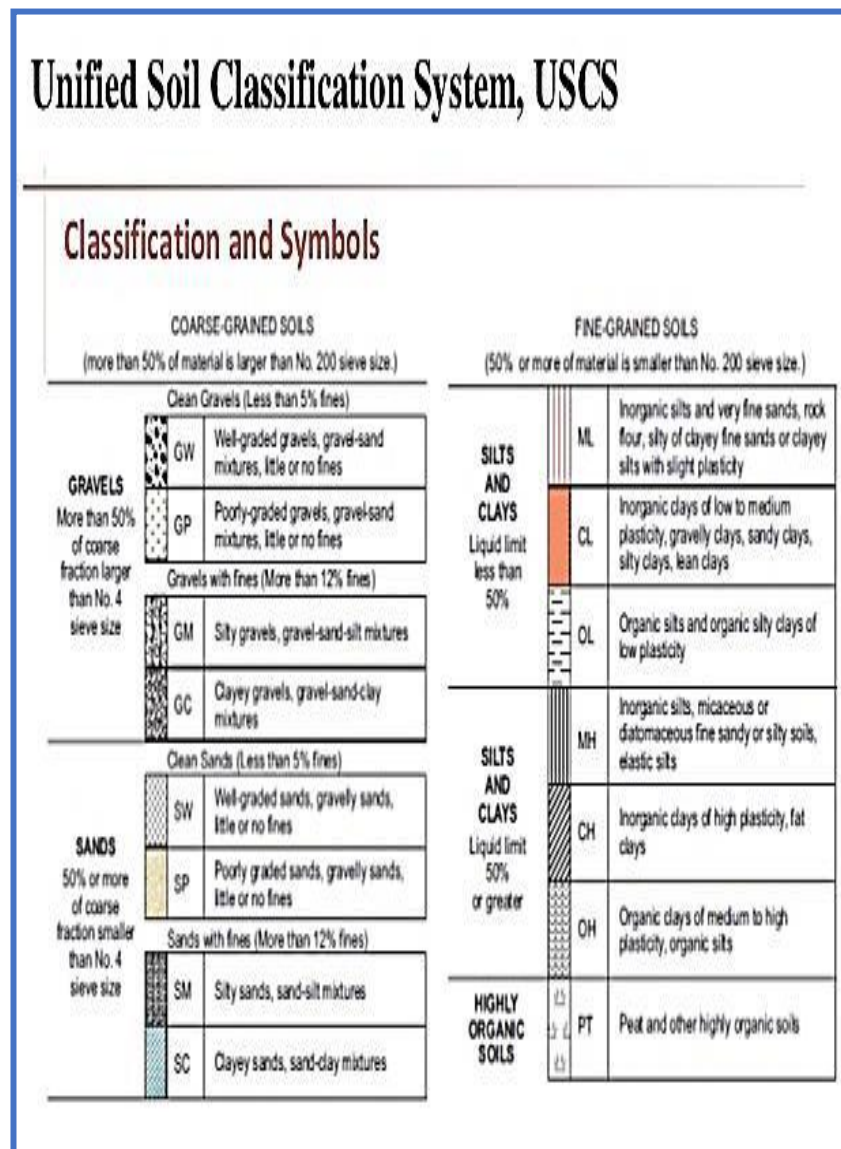 Unified Soil Classification System, USCS
Classification and Symbols
COARSE-GRAINED SOILS
(more than 50% of material is larger than No. 200 sieve size.)
Clean Gravels (Less than 5% fines)
GRAVELS
More than 50%
of coarse
fraction larger
than No. 4
sieve size
GW
Well-graded gravels, gravel-sand
mixtures, little or no fines
GP
Poorly-graded gravels, gravel-sand
mixtures, little or no fines
Gravels with fines (More than 12% fines)
GM
Silty gravels, gravel-sand-silt mixtures
GC
Clayey gravels, gravel-sand-clay
mixtures
Clean Sands (Less than 5% fines)
SANDS
50% or more
of coarse
fraction smaller
than No. 4
sieve size
SW
Well-graded sands, gravelly sands,
little or no fines
SP
Poorly graded sands, gravelly sands,
little or no fines
Sands with fines (More than 12% fines)
SM
Silty sands, sand-silt mixtures
SC
Clayey sands, sand-clay mixtures
FINE-GRAINED SOILS
(50% or more of material is smaller than No. 200 sieve size.)
SILTS
AND
CLAYS
Liquid limit
less than
50%
ML
Inorganic silts and very fine sands, rock
flour, silty of clayey fine sands or clayey
silts with slight plasticity
CL
Inorganic clays of low to medium
plasticity, gravelly clays, sandy clays,
silty clays, lean clays
OL
Organic silts and organic silty clays of
low plasticity
SILTS
AND
CLAYS
Liquid limit
50%
or greater
MH
Inorganic silts, micaceous or
diatomaceous fine sandy or silty soils,
elastic silts
CH
Inorganic clays of high plasticity, fat
clays
OH
Organic clays of medium to high
plasticity, organic silts
HIGHLY
ORGANIC
SOILS
PT
Peat and other highly organic soils